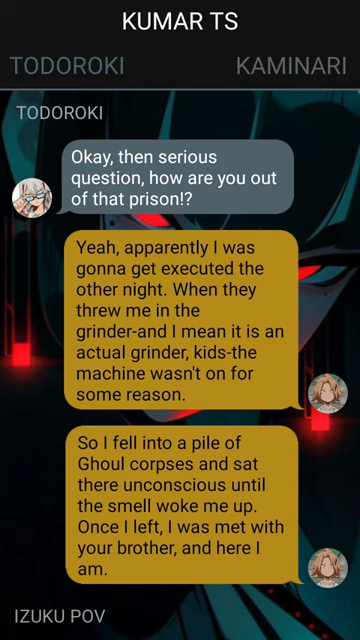 KUMAR TS
TODOROKI KAMINARI
TODOROKI
Okay, then serious
question, how are you out
of that prison!?
Yeah, apparently I was
gonna get executed the
other night. When they
threw me in the
grinder-and I mean it is an
actual grinder, kids-the
machine wasn't on for
some reason.
So I fell into a pile of
Ghoul corpses and sat
there unconscious until
the smell woke me up.
Once I left, I was met with
your brother, and here I
am.
IZUKU POV